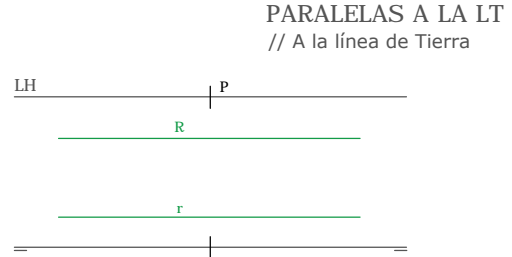 PARALELAS A LA LT
// A la línea de Tierra
LH P
R
r